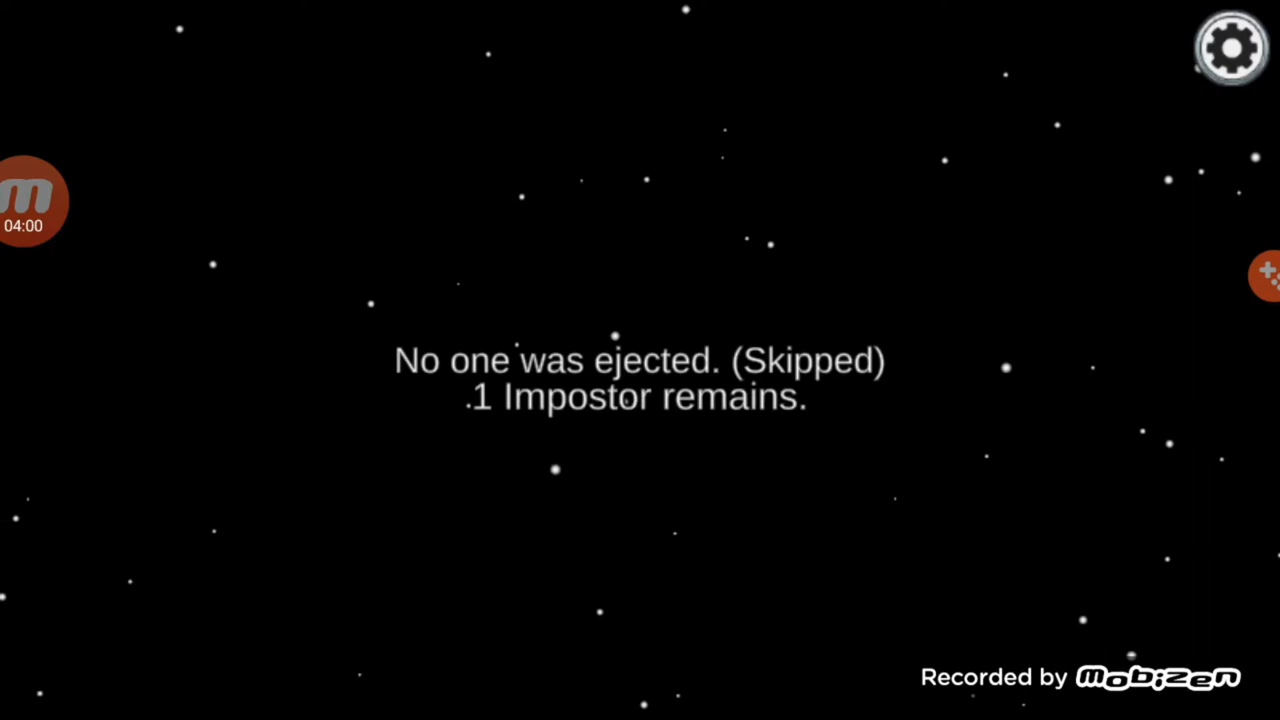 04:00
No one was ejected. (Skipped)
1 Impostor remains.
Recorded by mobizen